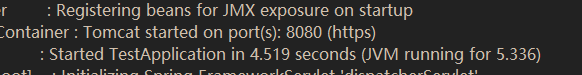 er : Registering beans for JMX exposure on startup
Container : Tomcat started on port(s): 8080 (https)
: Started TestApplication in 4.519 seconds (JVM running for 5.336)
: Initializing Spring FrameworkServlet 'dispatcherServlet'